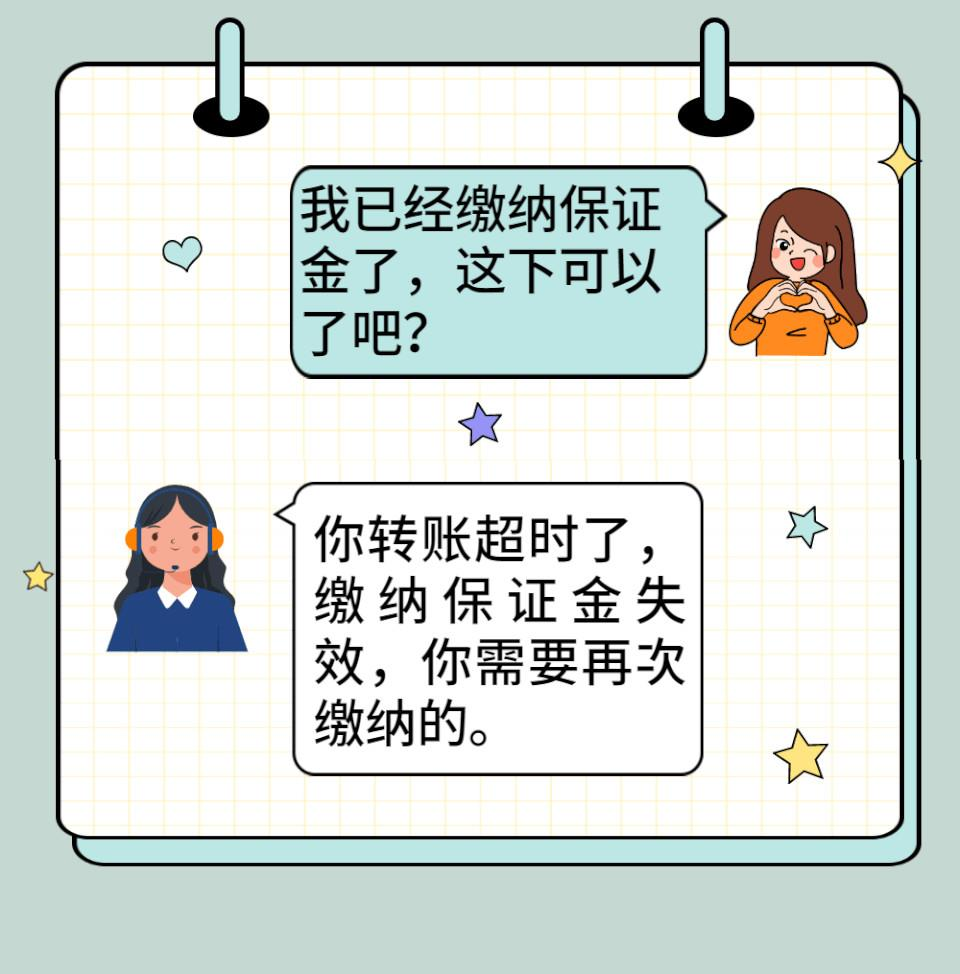 我已经缴纳保证
金了，这下可以
了吧？
你转账超时了，
缴纳保证金失
效，你需要再次
缴纳的。